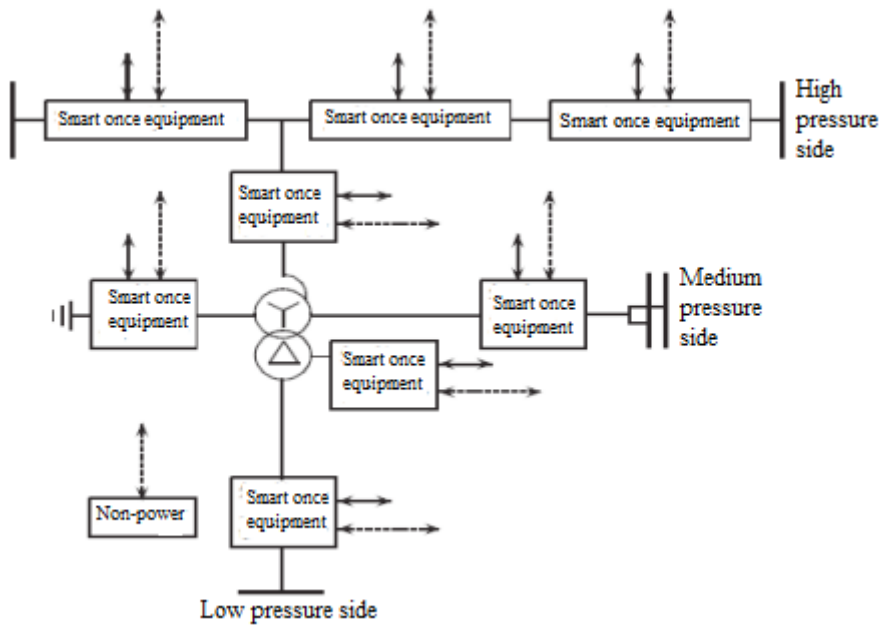 Smart once equipment
Smart once equipment
Smart once equipment
High
pressure
side
Smart once
equipment
Smart once
equipment
Smart once
equipment
Medium
pressure
side
Smart once
equipment
Smart once
equipment
Non-power
Low pressure side